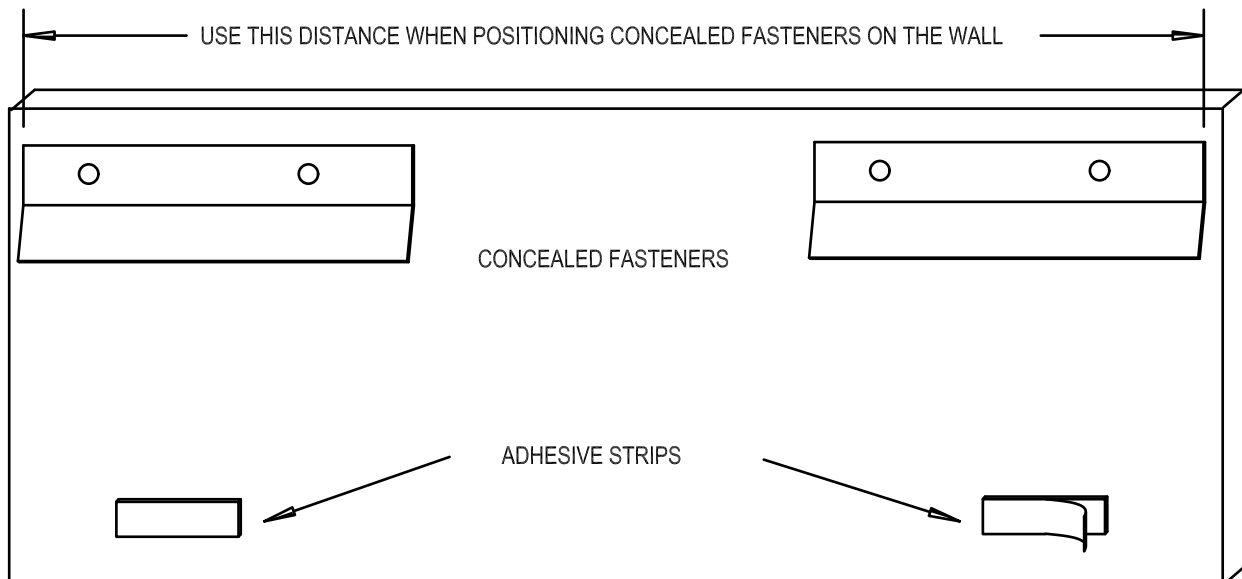 USE THIS DISTANCE WHEN POSITIONING CONCEALED FASTENERS ON THE WALL
CONCEALED FASTENERS
ADHESIVE STRIPS